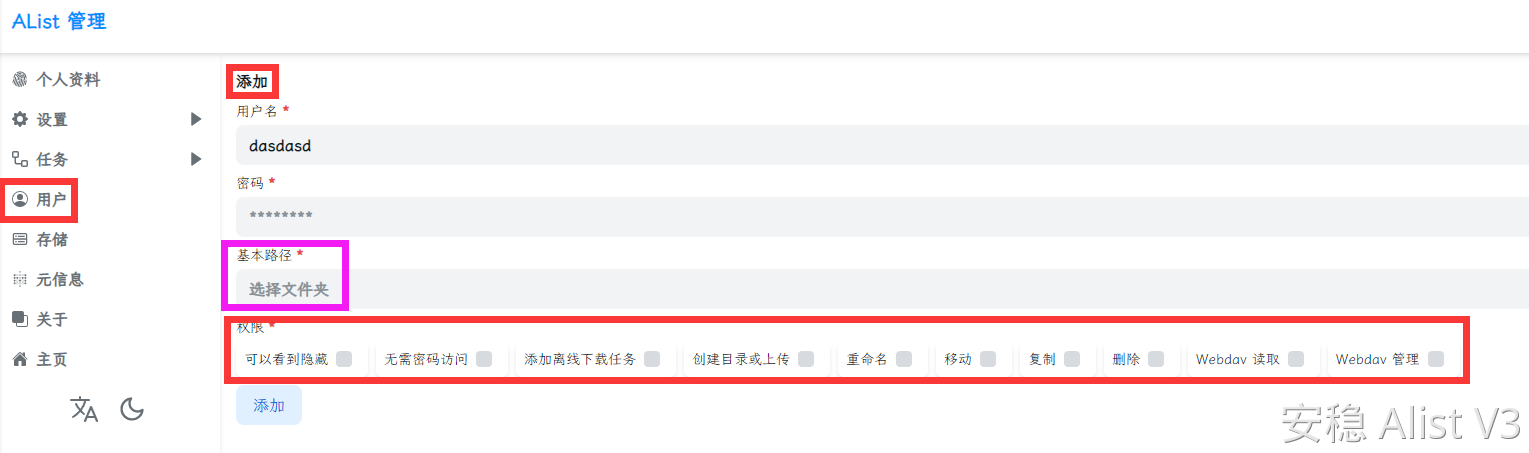 AList 管理
个人资料
设置
任务
用户
存储
元信息
关于
主页
添加
用户名 *
dasdasd
密码 *
********
基本路径 *
选择文件夹
权限 *
可以看到隐藏 无需密码访问 添加离线下载任务 创建目录或上传 重命名 移动 复制 删除 Webdav 读取 Webdav 管理
添加
安稳 Alist V3